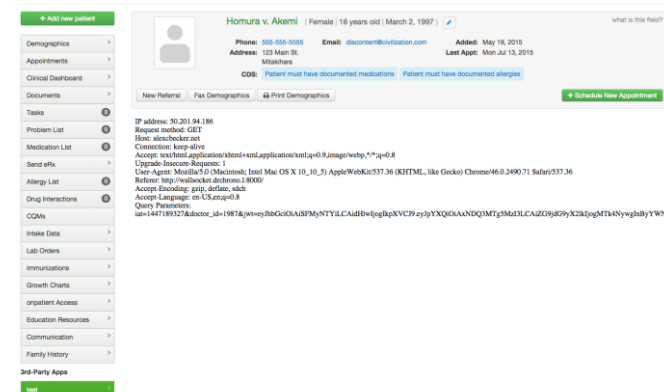 + Add new patient
Homura v. Akemi ( Female | 18 years old | March 2, 1997 )
what is this field?
Phone: 555-555-5555 Email: discontent@civilization.com Added: May 19, 2015
Address: 123 Main St. Last Appt: Mon Jul 13, 2015
Mitakihara
CDS: Patient must have documented medications Patient must have documented allergies
New Referral Fax Demographics Print Demographics + Schedule New Appointment
Demographics
Appointments
Clinical Dashboard
Documents
Tasks 0
Problem List 0
Medication List 0
Send eRx
Allergy List 0
Drug Interactions 0
CQMs
Intake Data
Lab Orders
Immunizations
Growth Charts
onpatient Access
Education Resources
Communication
Family History
3rd-Party Apps
test
IP address: 50.201.94.186
Request method: GET
Host: alexcbecker.net
Connection: keep-alive
Accept: text/html,application/xhtml+xml,application/xml;q=0.9,image/webp,*/*;q=0.8
Upgrade-Insecure-Requests: 1
User-Agent: Mozilla/5.0 (Macintosh; Intel Mac OS X 10_10_5) AppleWebKit/537.36 (KHTML, like Gecko) Chrome/46.0.2490.71 Safari/537.36
Referer: http://wallsocket.drchrono.l:8000/
Accept-Encoding: gzip, deflate, sdch
Accept-Language: en-US,en;q=0.8
Query Parameters: